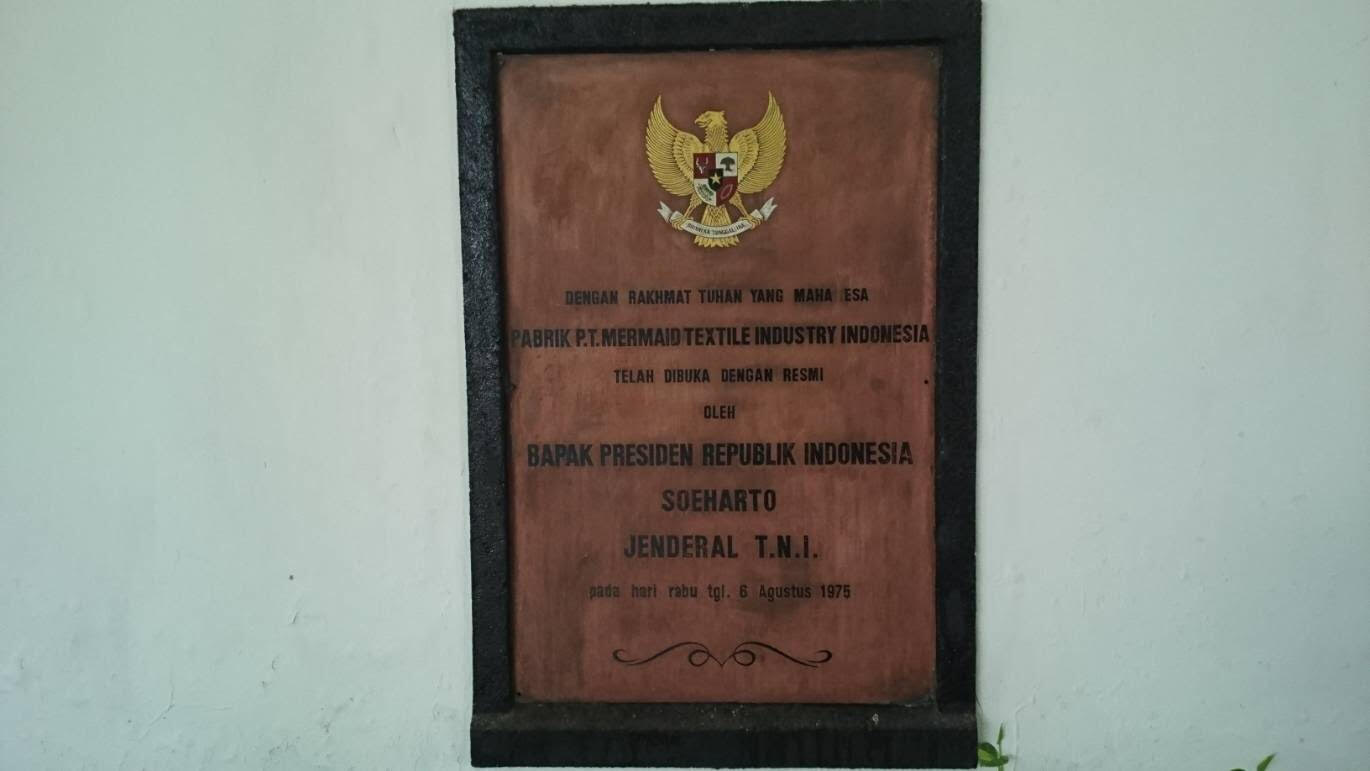 BHINNEKA TUNGGAL IKA
DENGAN RAKHMAT TUHAN YANG MAHA ESA
PABRIK P.T. MERMAID TEXTILE INDUSTRY INDONESIA
TELAH DIBUKA DENGAN RESMI
OLEH
BAPAK PRESIDEN REPUBLIK INDONESIA
SOEHARTO
JENDERAL T.N.I.
pada hari rabu tgl. 6 Agustus 1975